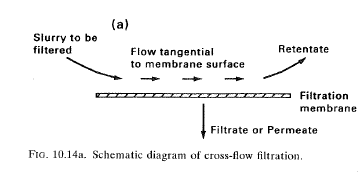 (a)
Slurry to be
filtered
Flow tangential
to membrane surface
Retentate
Filtration
membrane
Filtrate or Permeate
FIG. 10.14a. Schematic diagram of cross-flow filtration.